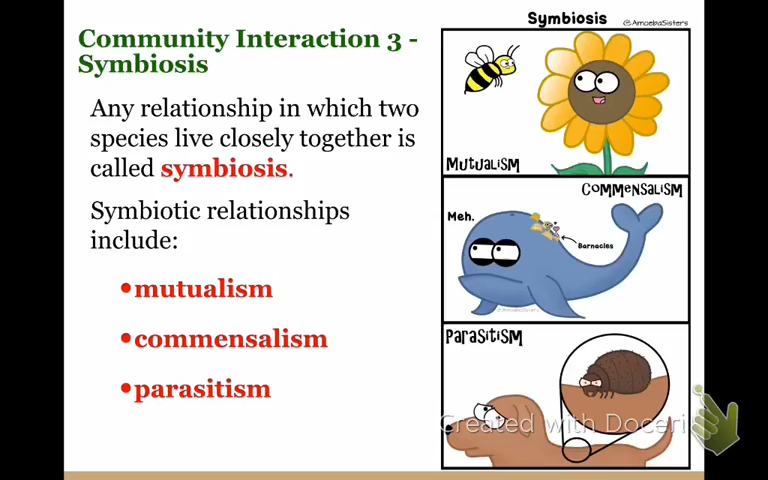 Community Interaction 3 -
Symbiosis
Any relationship in which two
species live closely together is
called symbiosis.
Symbiotic relationships
include:
•mutualism
•commensalism
•parasitism
Symbiosis
@AmoebaSisters
Mutualism
Commensalism
Meh.
Barnacles
@AmoebaSisters
Parasitism
Created with Doceri